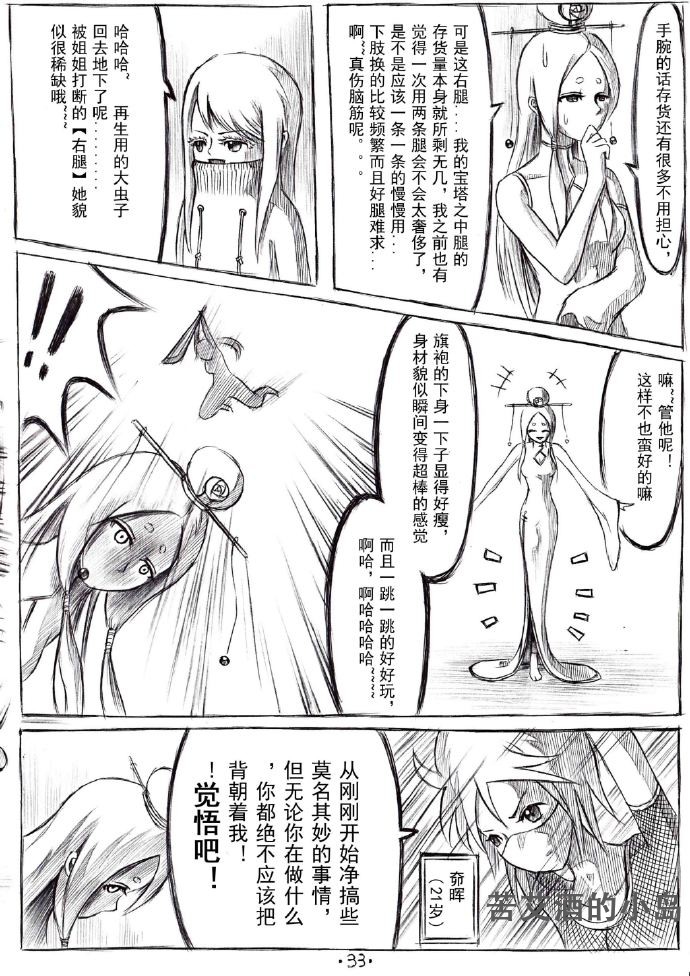 手腕的话存货还有很多不用担心，
可是这右腿...我的宝塔之中腿的
存货量本身就所剩无几，我之前也有
觉得一次用两条腿会不会太奢侈了，
是不是应该一条一条的慢慢用...
下肢换的比较频繁而且好腿难求..
啊~~真伤脑筋呢。。。
哈哈哈~ 再生用的大虫子
回去地下了呢........
被姐姐打断的【右腿】她貌
似很稀缺哦~~~
嘛~管他呢！
这样不也蛮好的嘛
旗袍的下身一下子显得好瘦，
身材貌似瞬间变得超棒的感觉
而且一跳一跳的好好玩，
啊哈，啊哈哈哈哈~~~
!!
从刚刚开始净搞些
莫名其妙的事情，
但无论你在做什么
，你都绝不应该把
背朝着我！
！觉悟吧！
(21岁)
苦艾酒的小岛
·33·